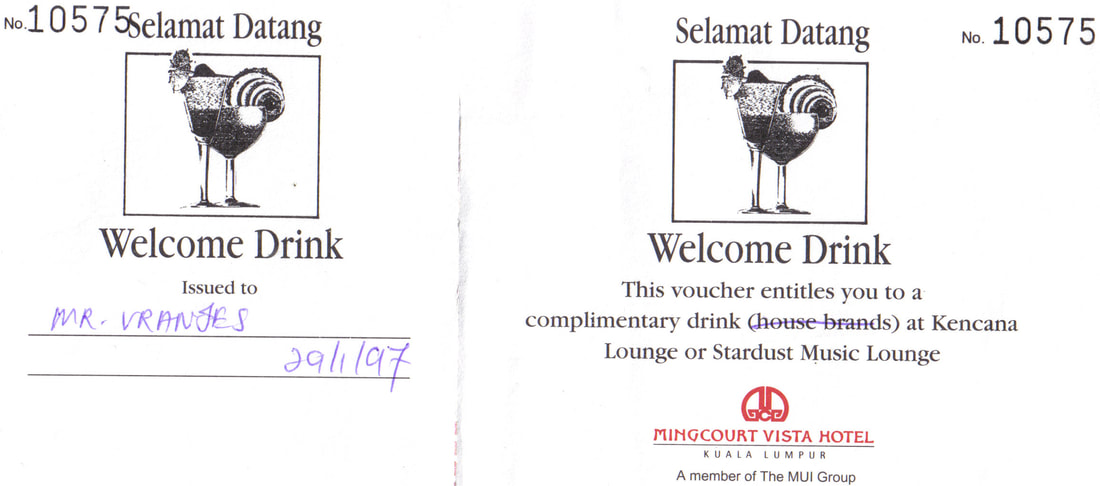 No. 10575
Selamat Datang
Welcome Drink
Issued to
MR. VRANJES
29/1/97
Selamat Datang
No. 10575
Welcome Drink
This voucher entitles you to a
complimentary drink (house brands) at Kencana
Lounge or Stardust Music Lounge
MINGCOURT VISTA HOTEL
KUALA LUMPUR
A member of The MUI Group